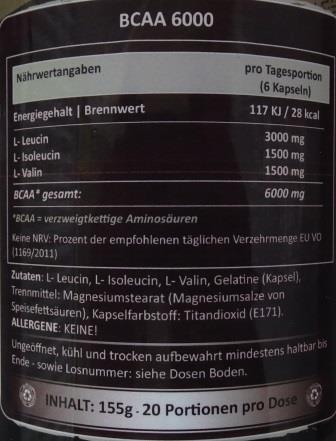 BCAA 6000
Nährwertangaben
pro Tagesportion
(6 Kapseln)
Energiegehalt | Brennwert 117 KJ / 28 kcal
L- Leucin 3000 mg
L- Isoleucin 1500 mg
L- Valin 1500 mg
BCAA* gesamt: 6000 mg
*BCAA = verzweigtkettige Aminosäuren
Keine NRV: Prozent der empfohlenen täglichen Verzehrmenge EU VO
(1169/2011)
Zutaten: L- Leucin, L- Isoleucin, L- Valin, Gelatine (Kapsel),
Trennmittel: Magnesiumstearat (Magnesiumsalze von
Speisefettsäuren), Kapselfarbstoff: Titandioxid (E171).
ALLERGENE: KEINE!
Ungeöffnet, kühl und trocken aufbewahrt mindestens haltbar bis
Ende - sowie Losnummer: siehe Dosen Boden.
INHALT: 155g - 20 Portionen pro Dose